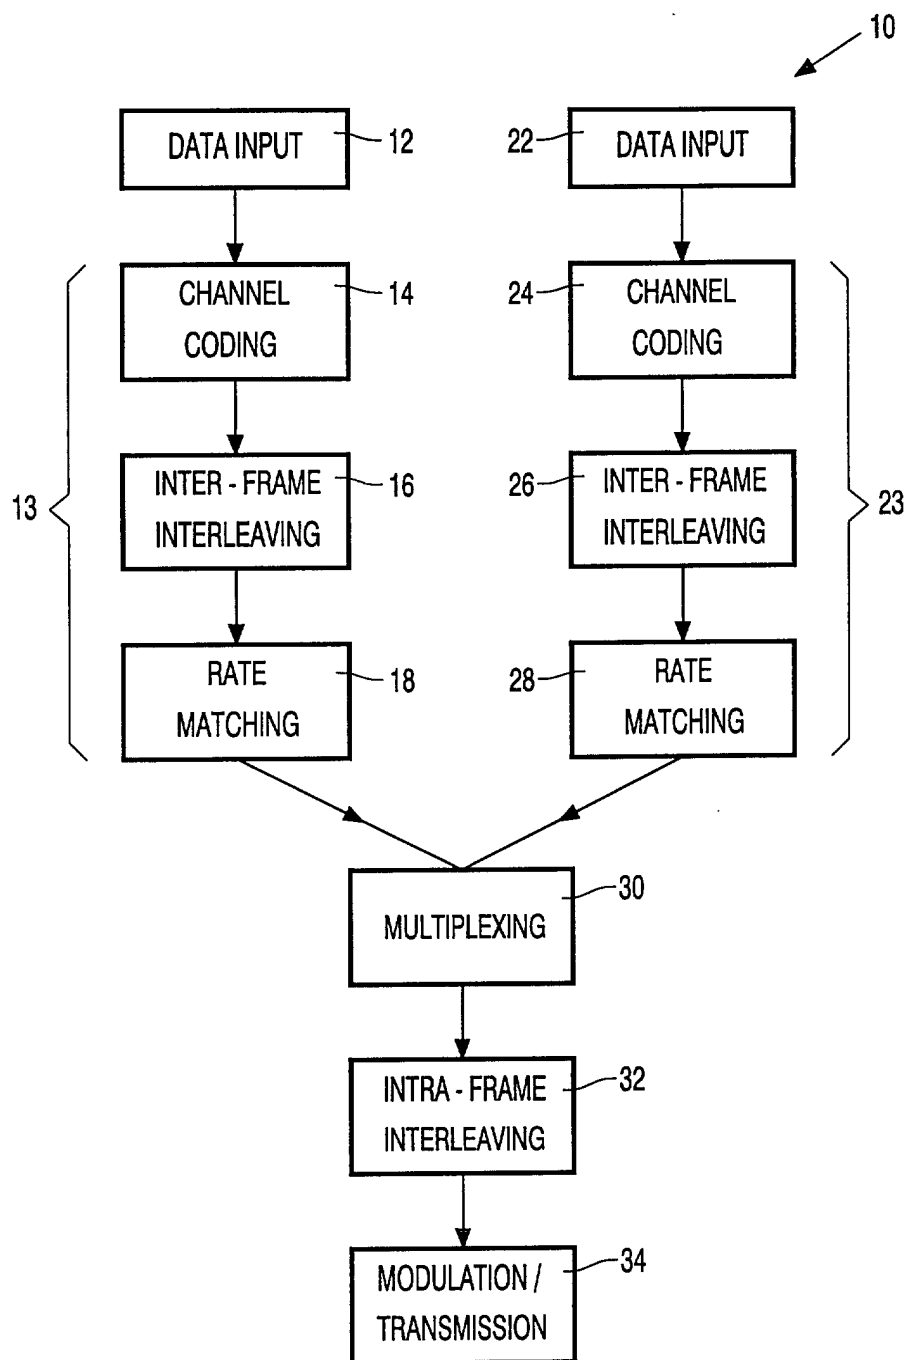 10
DATA INPUT
12
22
DATA INPUT
CHANNEL
CODING
14
24
CHANNEL
CODING
13
INTER - FRAME
INTERLEAVING
16
26
INTER - FRAME
INTERLEAVING
23
RATE
MATCHING
18
28
RATE
MATCHING
MULTIPLEXING
30
INTRA - FRAME
INTERLEAVING
32
MODULATION /
TRANSMISSION
34